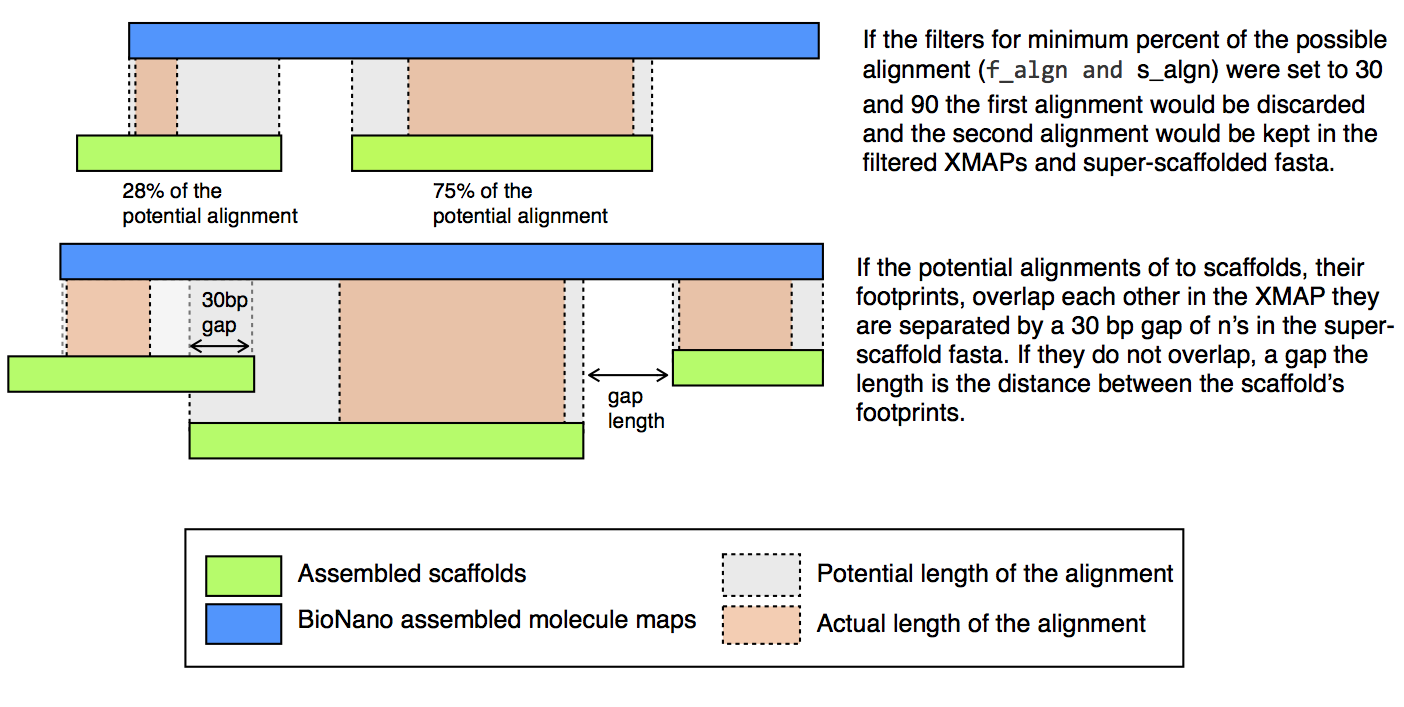 If the filters for minimum percent of the possible
alignment (f_algn and s_algn) were set to 30
and 90 the first alignment would be discarded
and the second alignment would be kept in the
filtered XMAPs and super-scaffolded fasta.
28% of the
potential alignment
75% of the
potential alignment
If the potential alignments of to scaffolds, their
footprints, overlap each other in the XMAP they
are separated by a 30 bp gap of n’s in the super-
scaffold fasta. If they do not overlap, a gap the
length is the distance between the scaffold’s
footprints.
30bp
gap
gap
length
Assembled scaffolds
BioNano assembled molecule maps
Potential length of the alignment
Actual length of the alignment